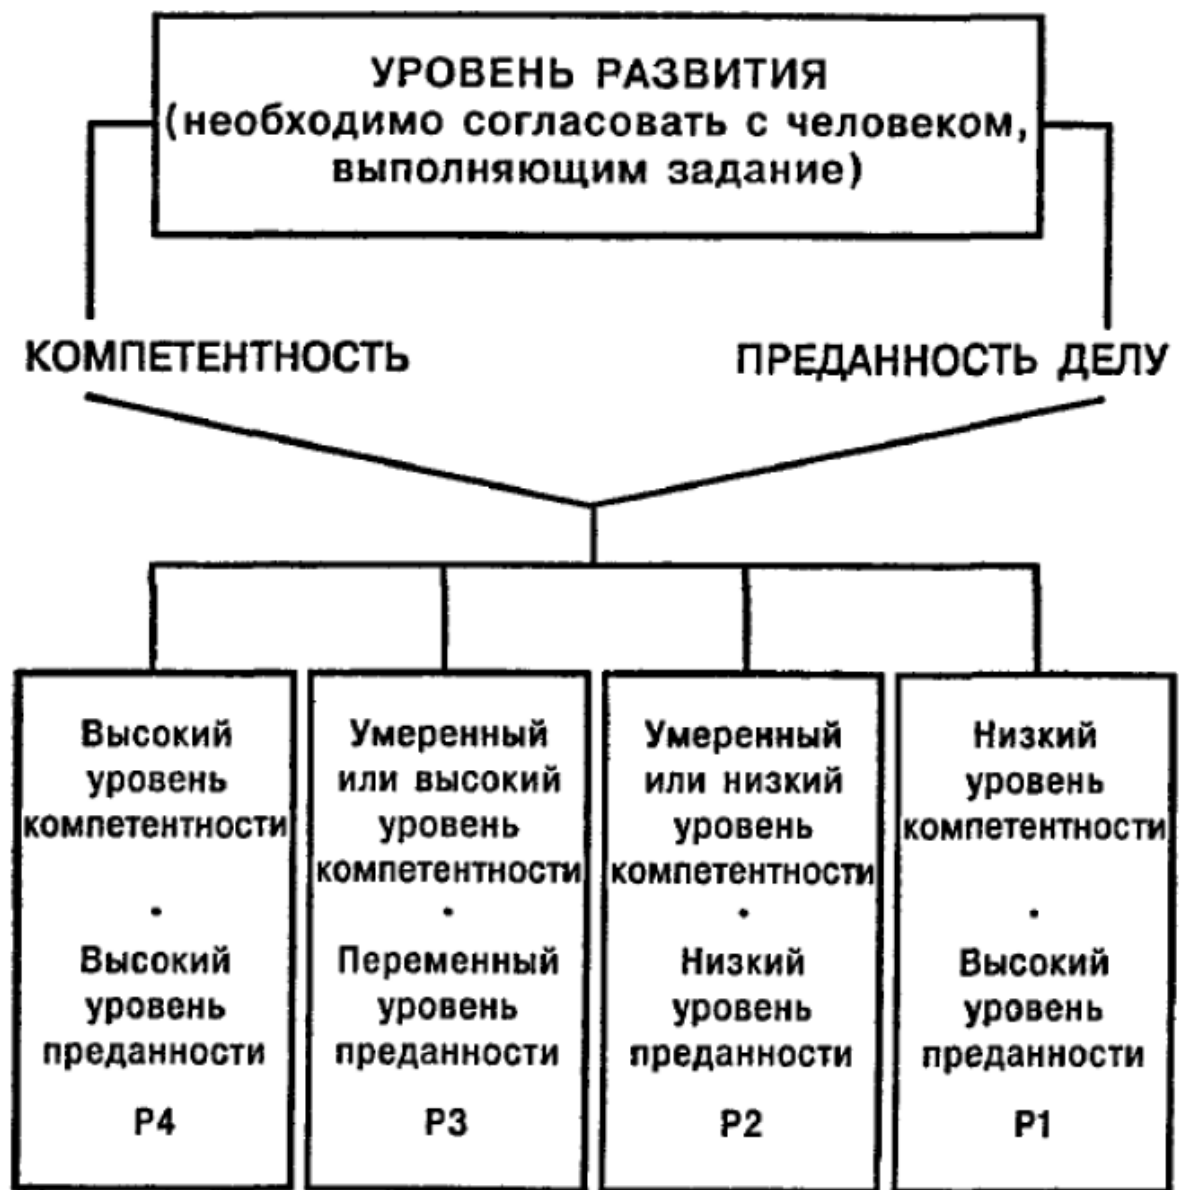 УРОВЕНЬ РАЗВИТИЯ
(необходимо согласовать с человеком,
выполняющим задание)
КОМПЕТЕНТНОСТЬ
ПРЕДАННОСТЬ ДЕЛУ
Высокий
уровень
компетентности
·
Высокий
уровень
преданности
Р4
Умеренный
или высокий
уровень
компетентности
·
Переменный
уровень
преданности
Р3
Умеренный
или низкий
уровень
компетентности
·
Низкий
уровень
преданности
Р2
Низкий
уровень
компетентности
·
Высокий
уровень
преданности
Р1